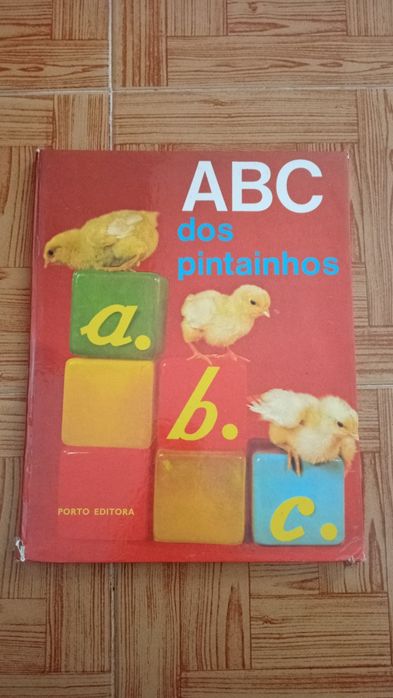 ABC
dos
pintainhos
a.
b.
c.
PORTO EDITORA